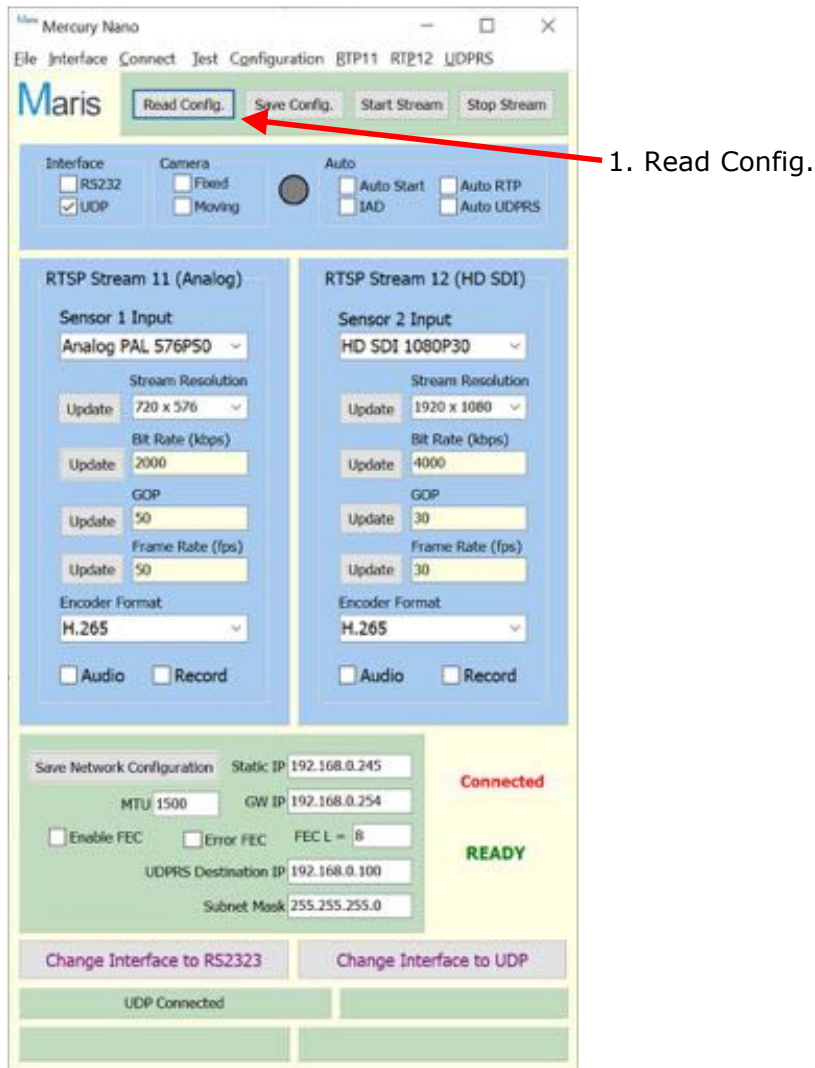 Maris Mercury Nano
File Interface Connect Test Configuration RTP11 RTP12 UDPRS
Maris Read Config. Save Config. Start Stream Stop Stream
1. Read Config.
Interface Camera Auto
RS232 Fixed Auto Start Auto RTP
UDP Moving IAD Auto UDPRS
RTSP Stream 11 (Analog) RTSP Stream 12 (HD SDI)
Sensor 1 Input Sensor 2 Input
Analog PAL 576P50 HD SDI 1080P30
Stream Resolution Stream Resolution
Update 720 x 576 Update 1920 x 1080
Bit Rate (kbps) Bit Rate (kbps)
Update 2000 Update 4000
GOP GOP
Update 50 Update 30
Frame Rate (fps) Frame Rate (fps)
Update 50 Update 30
Encoder Format Encoder Format
H.265 H.265
Audio Record Audio Record
Save Network Configuration Static IP 192.168.0.245
Connected
MTU 1500 GW IP 192.168.0.254
Enable FEC Error FEC FEC L = 8
READY
UDPRS Destination IP 192.168.0.100
Subnet Mask 255.255.255.0
Change Interface to RS2323 Change Interface to UDP
UDP Connected